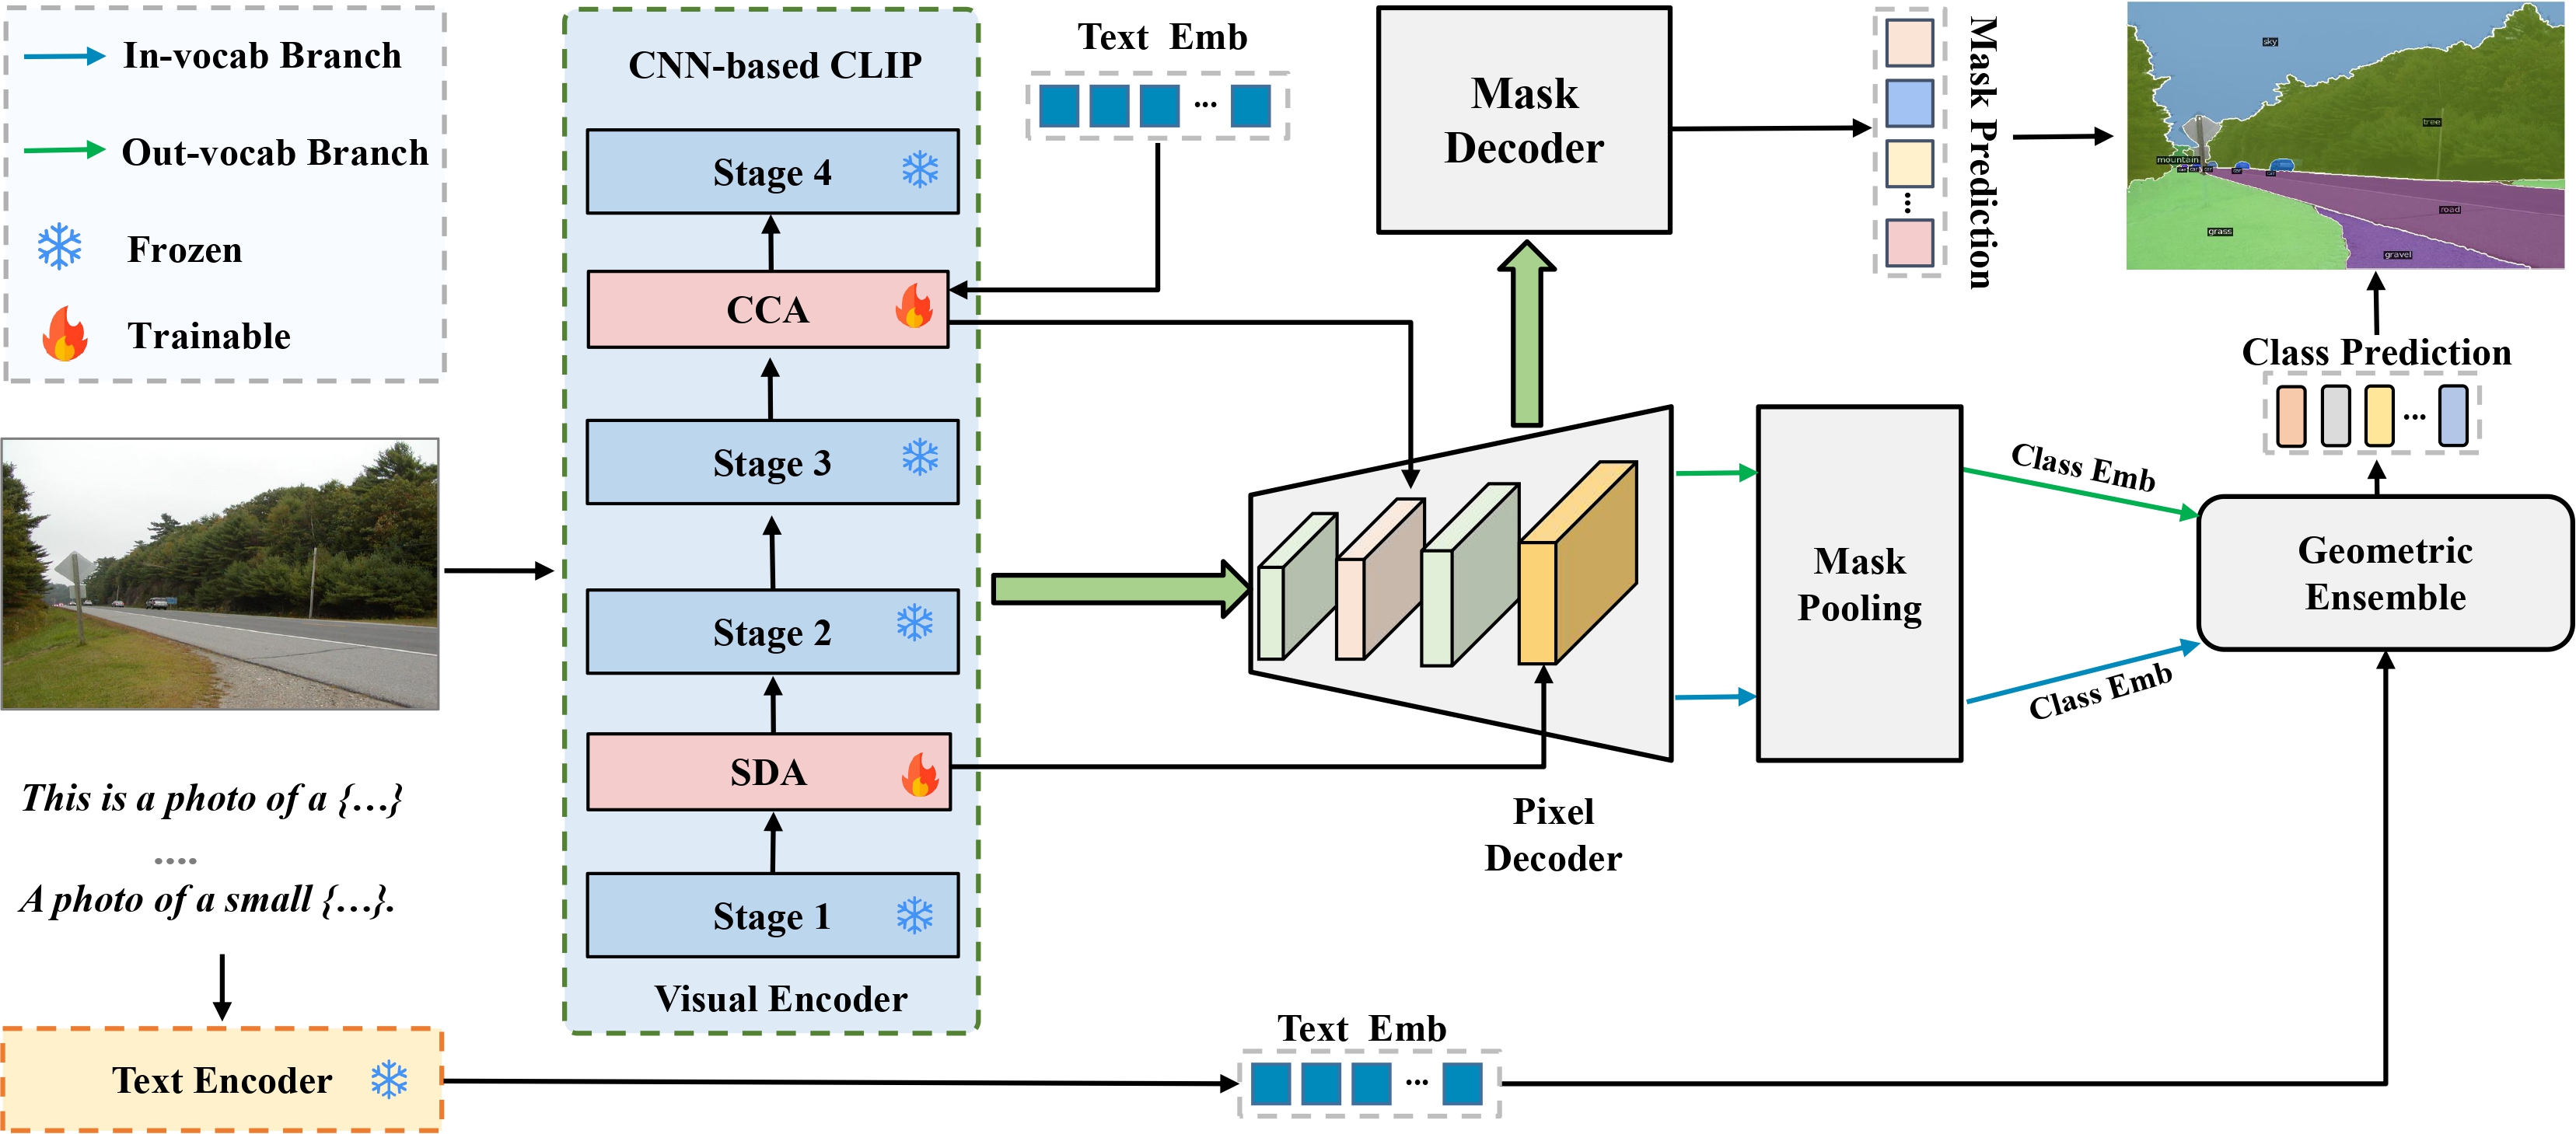 In-vocab Branch
Out-vocab Branch
Frozen
Trainable
This is a photo of a {...}
....
A photo of a small {...}.
Text Encoder
CNN-based CLIP
Stage 4
CCA
Stage 3
Stage 2
SDA
Stage 1
Visual Encoder
Text Emb
...
Mask
Decoder
Pixel
Decoder
Text Emb
...
Mask
Pooling
Class Emb
Class Emb
Geometric
Ensemble
Class Prediction
...
Mask Prediction
...
sky
tree
mountain
car
road
grass
gravel